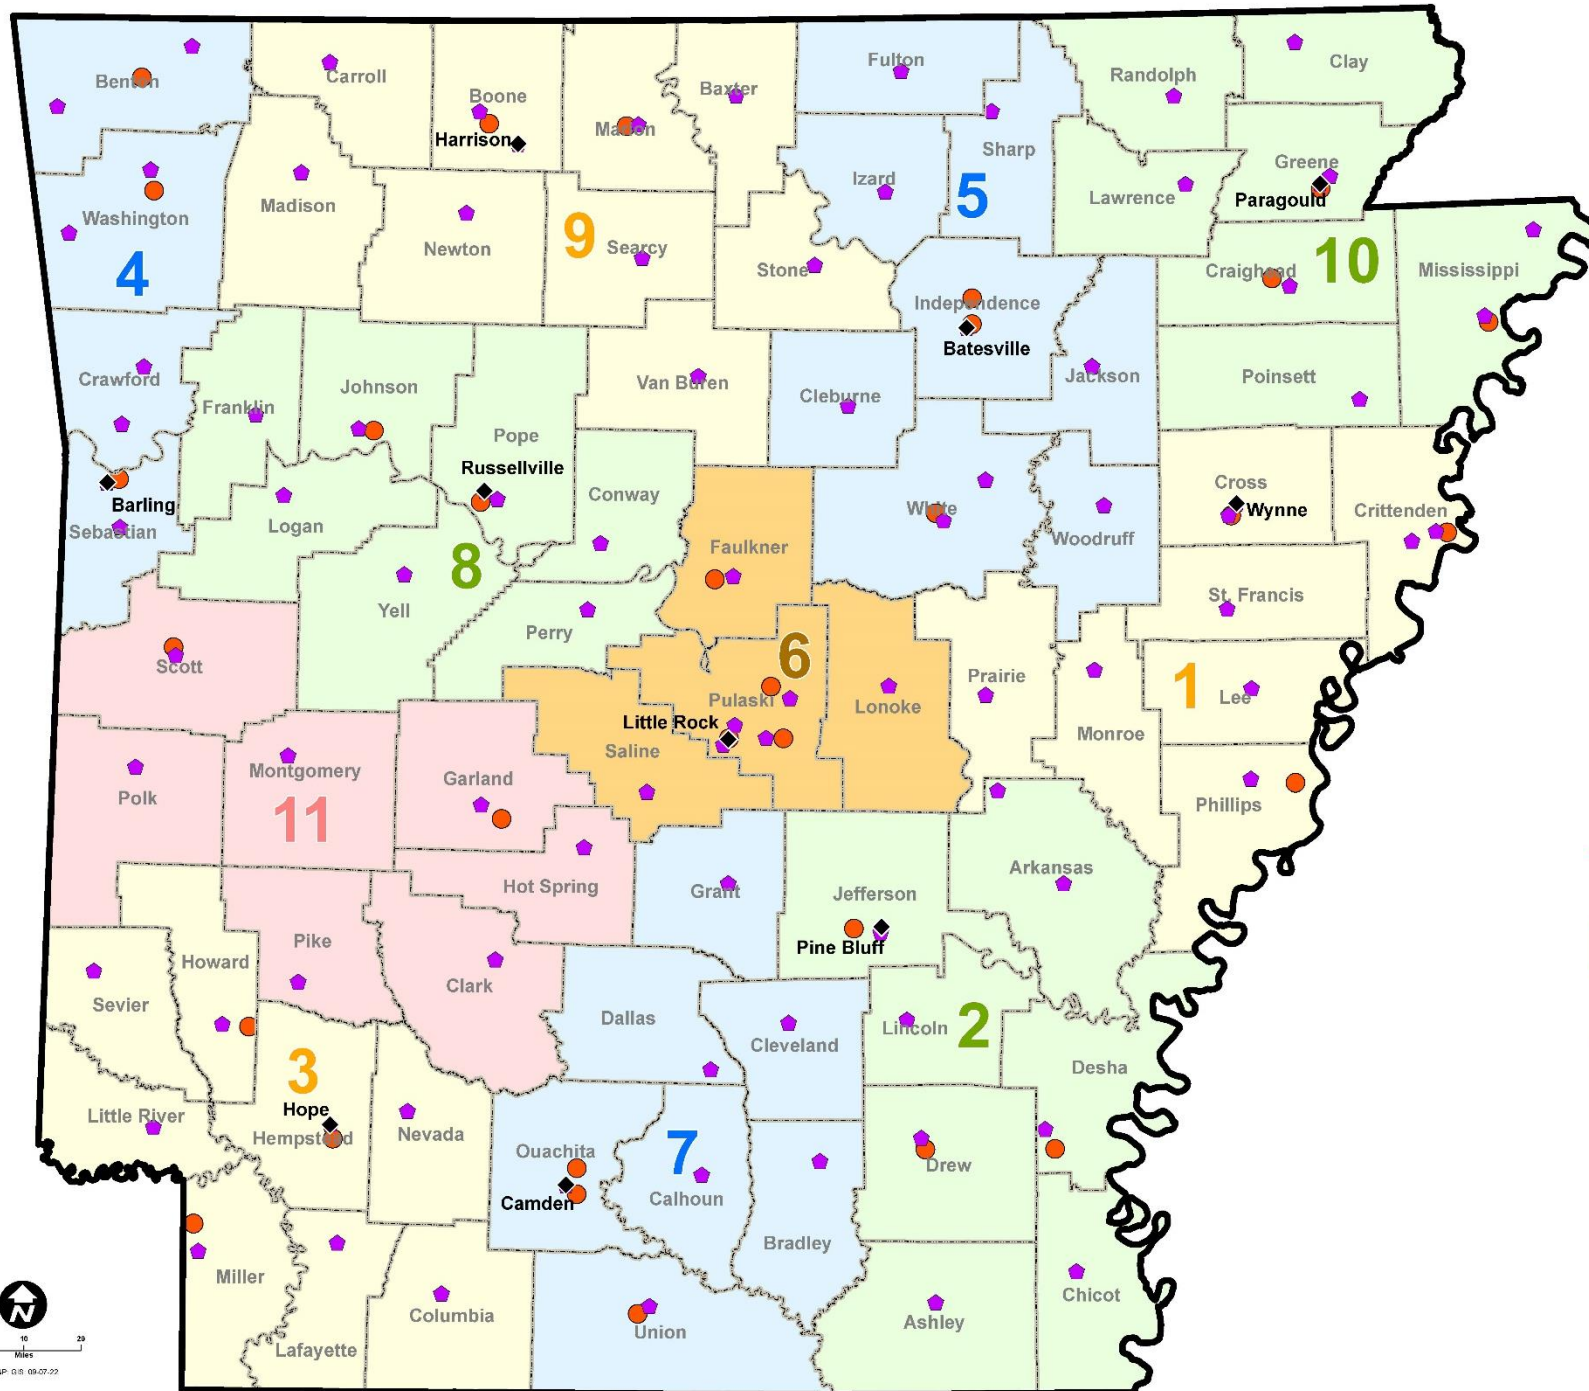 Benton
Carroll
Boone
Harrison
Marion
Baxter
Fulton
Sharp
Randolph
Clay
Greene
Paragould
Lawrence
Izard
5
Washington
4
Madison
Newton
9
Searcy
Stone
Independence
Batesville
Craighead
10
Mississippi
Crawford
Franklin
Johnson
Pope
Russellville
Van Buren
Cleburne
Jackson
Poinsett
Barling
Sebastian
Logan
Conway
White
Woodruff
Cross
Wynne
Crittenden
Faulkner
8
Yell
Perry
St. Francis
Scott
6
Pulaski
Little Rock
Saline
Lonoke
Prairie
Monroe
1
Lee
Polk
Montgomery
11
Garland
Phillips
Hot Spring
Grant
Jefferson
Pine Bluff
Arkansas
Pike
Howard
Sevier
Clark
Dallas
Cleveland
Lincoln
2
Desha
3
Hope
Hempstead
Little River
Nevada
Ouachita
Camden
7
Calhoun
Bradley
Drew
Miller
Lafayette
Columbia
Union
Ashley
Chicot
N
10
20
Miles